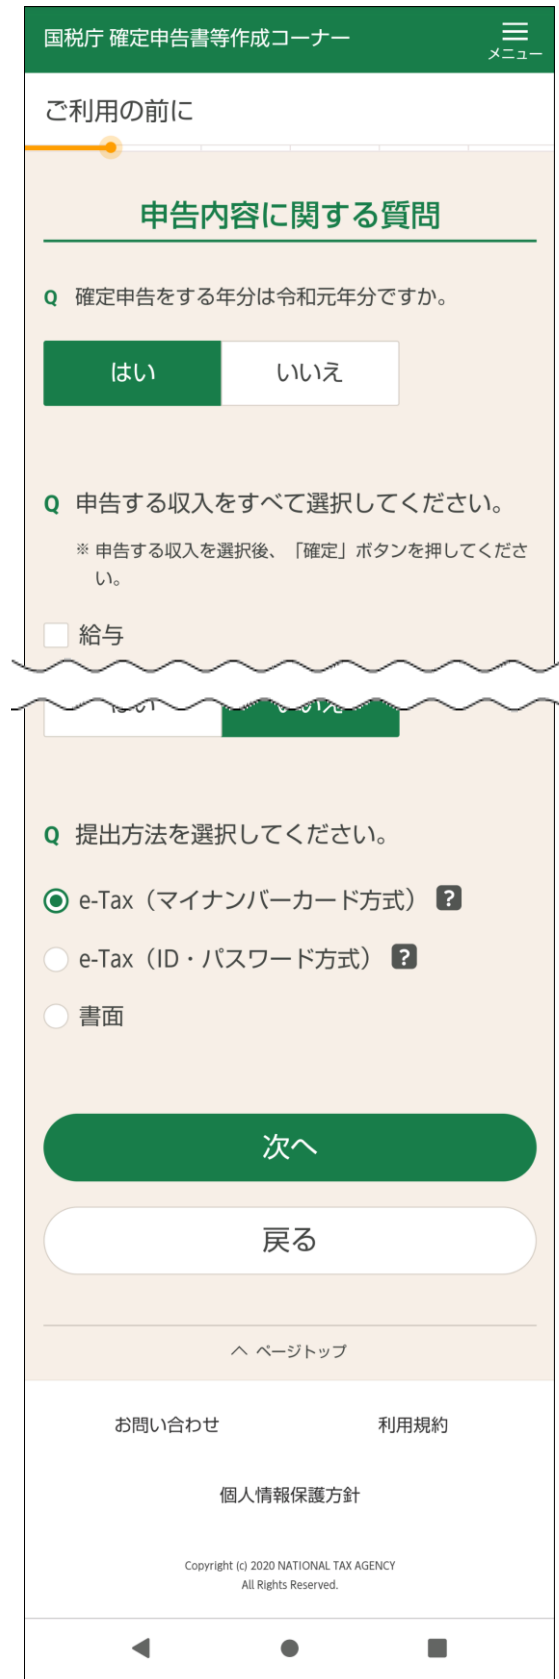 国税庁 確定申告書等作成コーナー
メニュー
ご利用の前に
申告内容に関する質問
Q 確定申告をする年分は令和元年分ですか。
はい いいえ
Q 申告する収入をすべて選択してください。
※ 申告する収入を選択後、「確定」ボタンを押してくださ
い。
給与
はい いいえ
Q 提出方法を選択してください。
e-Tax（マイナンバーカード方式） ?
e-Tax（ID・パスワード方式） ?
書面
次へ
戻る
ヘ ページトップ
お問い合わせ 利用規約
個人情報保護方針
Copyright (c) 2020 NATIONAL TAX AGENCY
All Rights Reserved.